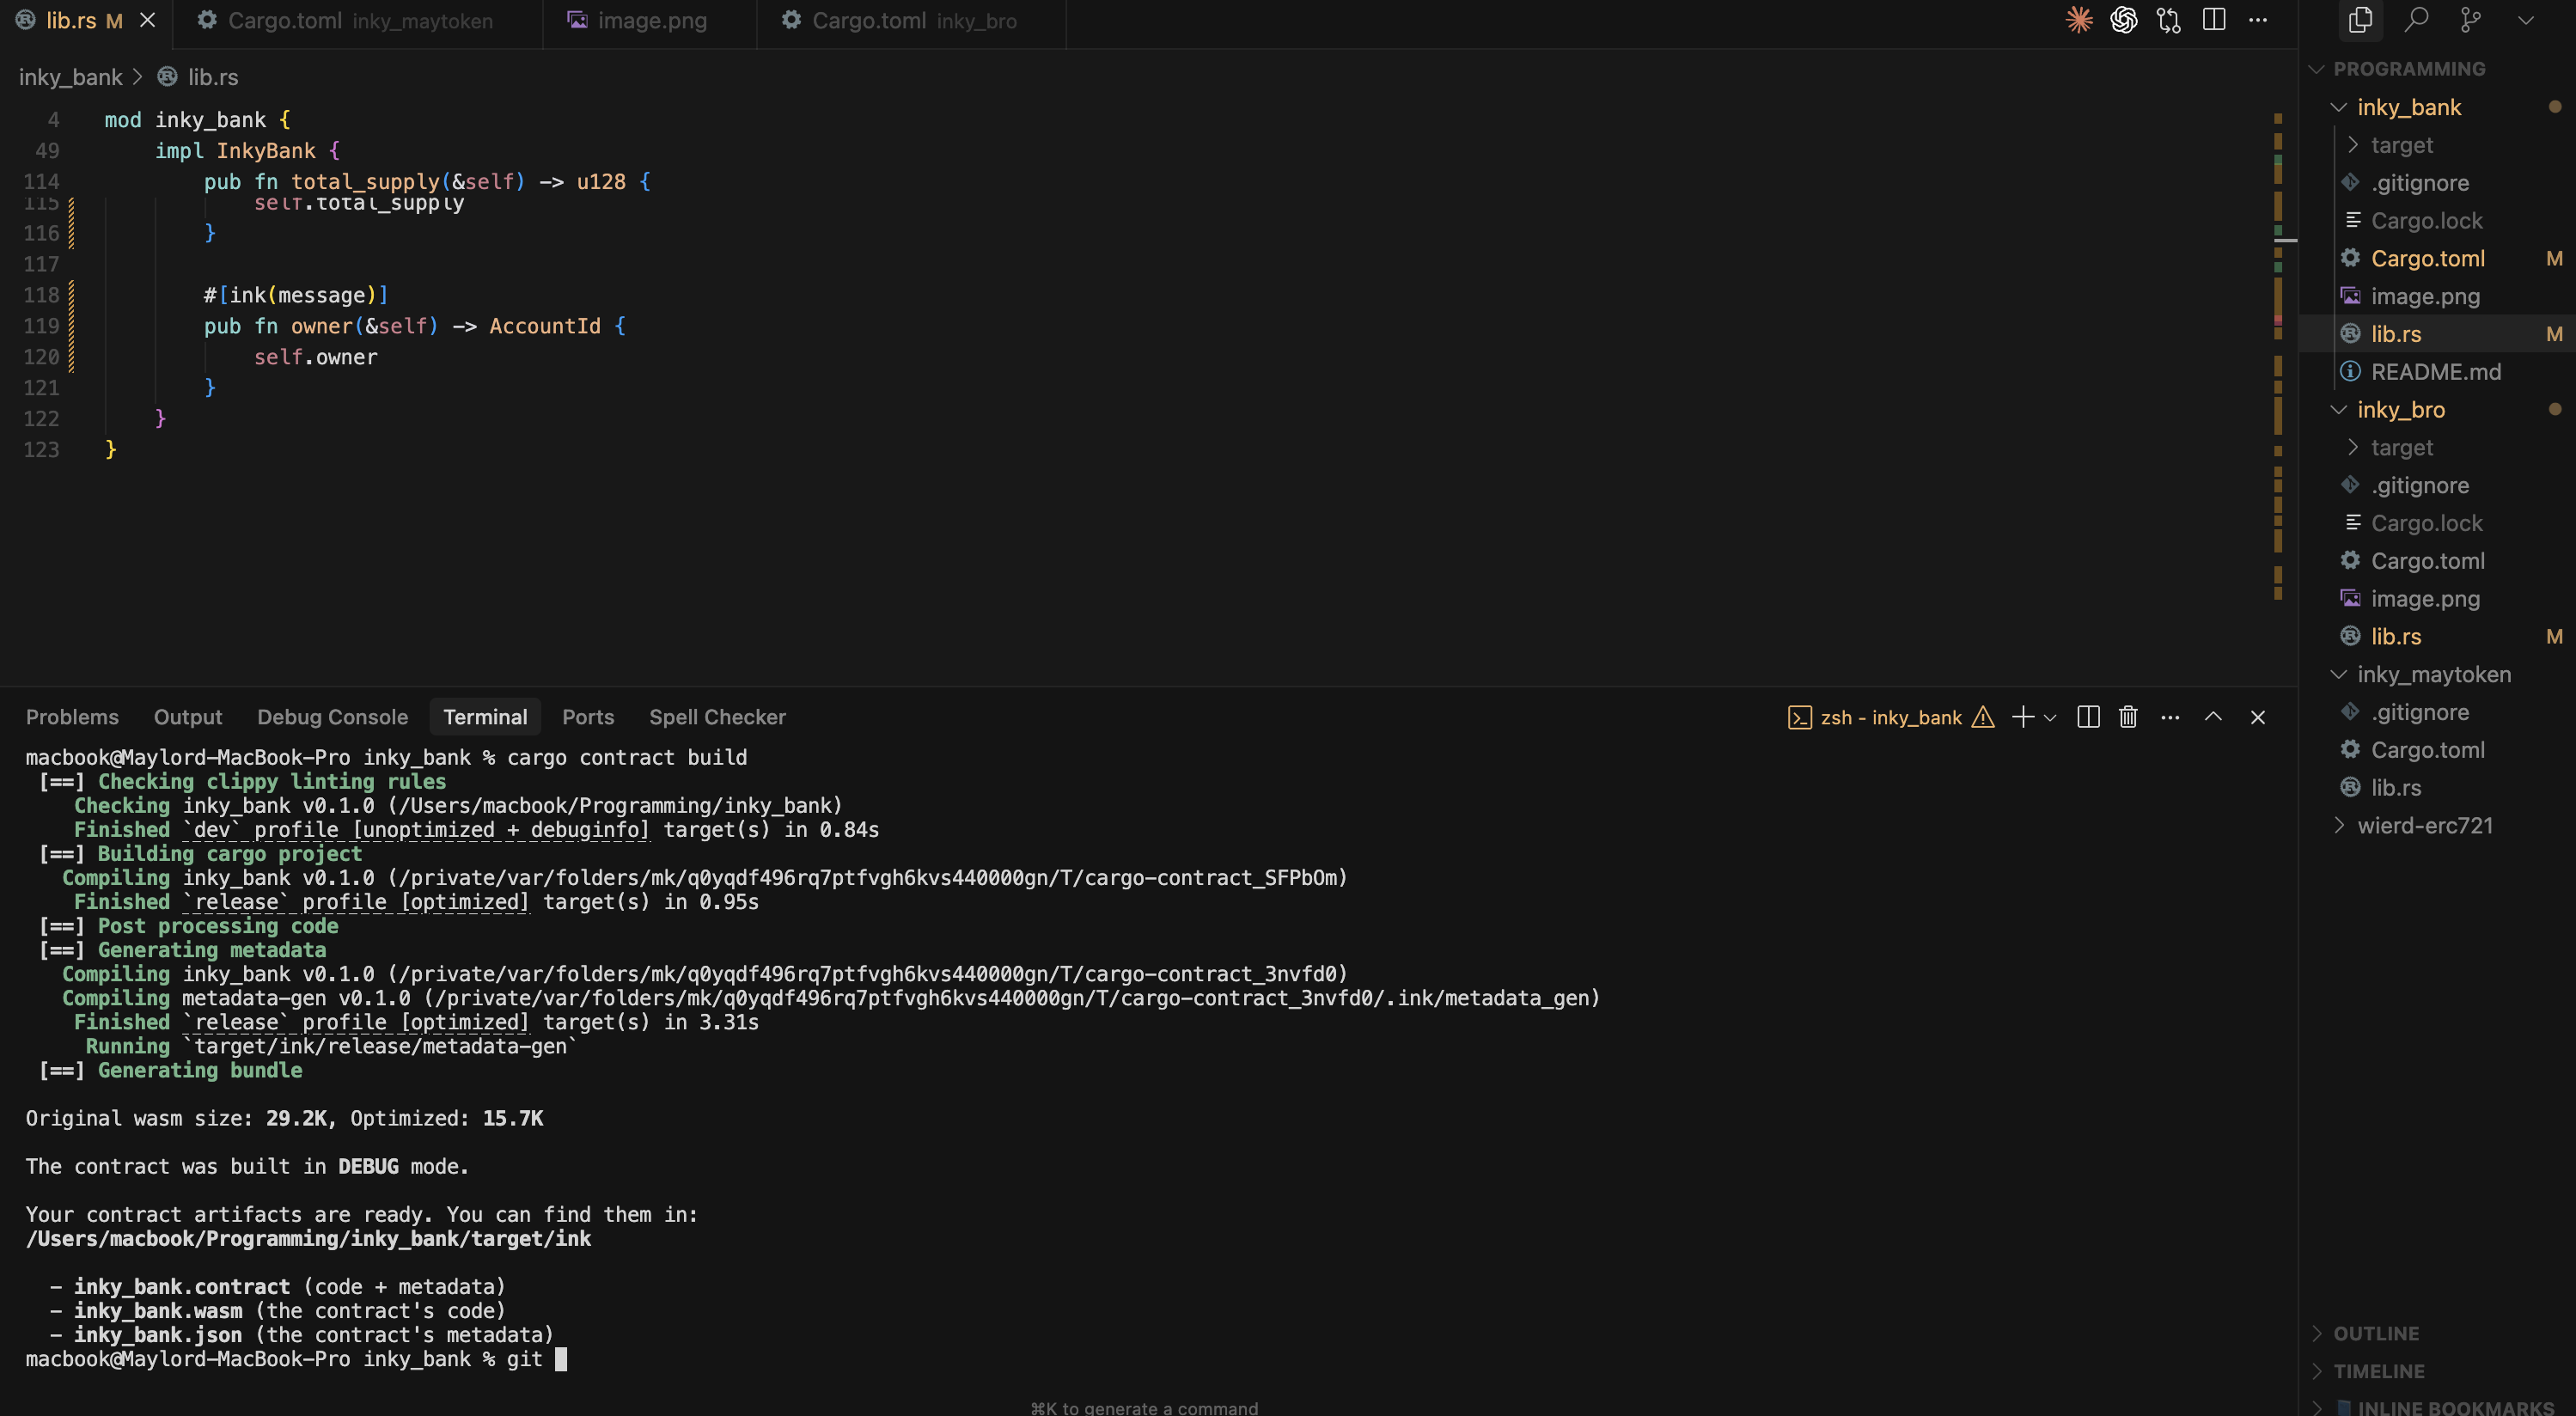 lib.rs M Cargo.toml inky_maytoken image.png Cargo.toml inky_bro
inky_bank > lib.rs
4 mod inky_bank {
49 impl InkyBank {
114 pub fn total_supply(&self) -> u128 {
115 self.total_supply
116 }
117
118 #[ink(message)]
119 pub fn owner(&self) -> AccountId {
120 self.owner
121 }
122 }
123 }
Problems Output Debug Console Terminal Ports Spell Checker zsh - inky_bank
macbook@Maylord-MacBook-Pro inky_bank % cargo contract build
[==] Checking clippy linting rules
Checking inky_bank v0.1.0 (/Users/macbook/Programming/inky_bank)
Finished `dev` profile [unoptimized + debuginfo] target(s) in 0.84s
[==] Building cargo project
Compiling inky_bank v0.1.0 (/private/var/folders/mk/q0yqdf496rq7ptfvgh6kvs440000gn/T/cargo-contract_SFPbOm)
Finished `release` profile [optimized] target(s) in 0.95s
[==] Post processing code
[==] Generating metadata
Compiling inky_bank v0.1.0 (/private/var/folders/mk/q0yqdf496rq7ptfvgh6kvs440000gn/T/cargo-contract_3nvfd0)
Compiling metadata-gen v0.1.0 (/private/var/folders/mk/q0yqdf496rq7ptfvgh6kvs440000gn/T/cargo-contract_3nvfd0/.ink/metadata_gen)
Finished `release` profile [optimized] target(s) in 3.31s
Running `target/ink/release/metadata-gen`
[==] Generating bundle
Original wasm size: 29.2K, Optimized: 15.7K
The contract was built in DEBUG mode.
Your contract artifacts are ready. You can find them in:
/Users/macbook/Programming/inky_bank/target/ink
- inky_bank.contract (code + metadata)
- inky_bank.wasm (the contract's code)
- inky_bank.json (the contract's metadata)
macbook@Maylord-MacBook-Pro inky_bank % git
⌘K to generate a command
PROGRAMMING
inky_bank
target
.gitignore
Cargo.lock
Cargo.toml M
image.png
lib.rs M
README.md
inky_bro
target
.gitignore
Cargo.lock
Cargo.toml
image.png
lib.rs M
inky_maytoken
.gitignore
Cargo.toml
lib.rs
wierd-erc721
OUTLINE
TIMELINE
INLINE BOOKMARKS